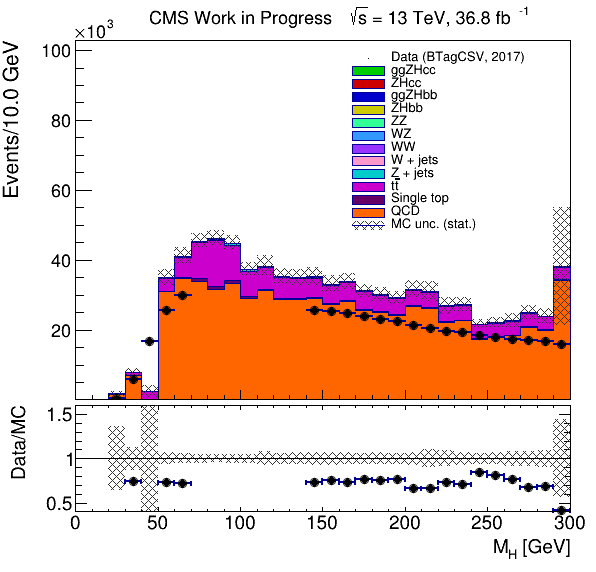 CMS Work in Progress √s = 13 TeV, 36.8 fb⁻¹
×10³
Events/10.0 GeV
100
80
60
40
20
Data (BTagCSV, 2017)
ggZHcc
ZHcc
ggZHbb
ZHbb
ZZ
WZ
WW
W + jets
Z + jets
tt̅
Single top
QCD
MC unc. (stat.)
Data/MC
1.5
1
0.5
0 50 100 150 200 250 300
M_H [GeV]